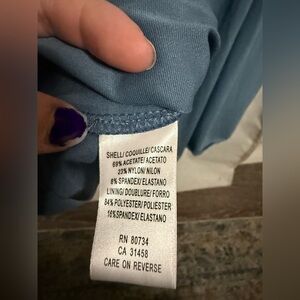 SHELL/ COQUILLE/ CASCARA
69% ACETATE/ ACETATO
23% NYLON/ NILON
8% SPANDEX/ ELASTANO
LINING/ DOUBLURE/ FORRO
84% POLYESTER/ POLIESTER
16%SPANDEX/ ELASTANO
RN 80734
CA 31458
CARE ON REVERSE